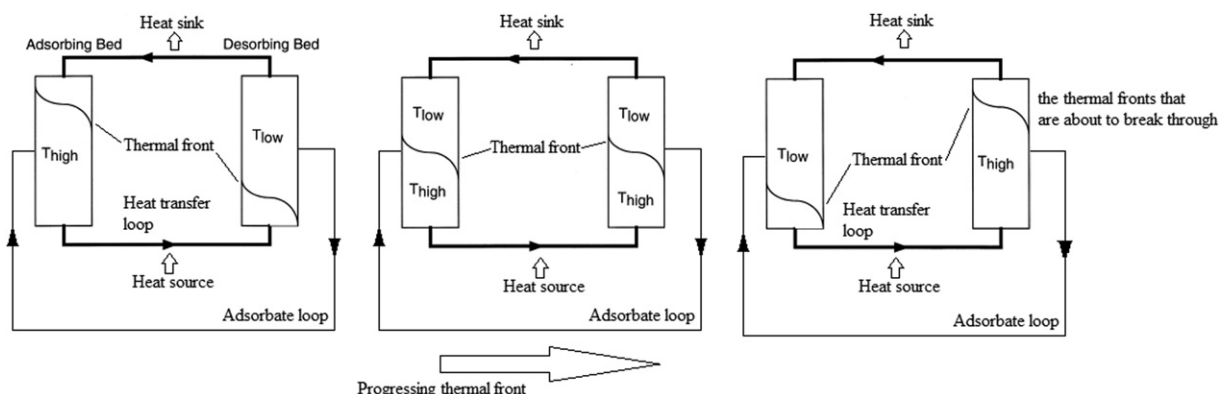 Heat sink
Adsorbing Bed
Desorbing Bed
Thigh
Thermal front
Tlow
Heat transfer
loop
Heat source
Adsorbate loop
Heat sink
Tlow
Tlow
Thermal front
Thigh
Thigh
Heat source
Adsorbate loop
Heat sink
the thermal fronts that
are about to break through
Tlow
Thermal front
Thigh
Heat transfer
loop
Heat source
Adsorbate loop
Progressing thermal front